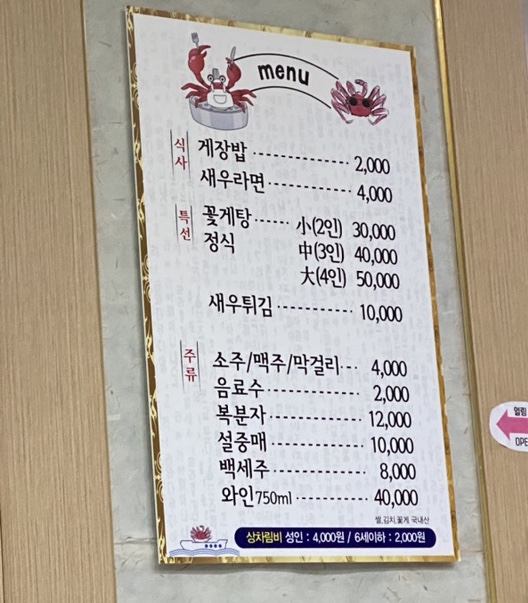 menu
식사
게장밥 2,000
새우라면 4,000
특선
꽃게탕 小(2인) 30,000
정식 中(3인) 40,000
大(4인) 50,000
새우튀김 10,000
주류
소주/맥주/막걸리 4,000
음료수 2,000
복분자 12,000
설중매 10,000
백세주 8,000
와인750ml 40,000
쌀,김치,꽃게 국내산
상차림비 성인 : 4,000원 / 6세이하 : 2,000원
열림
OPE